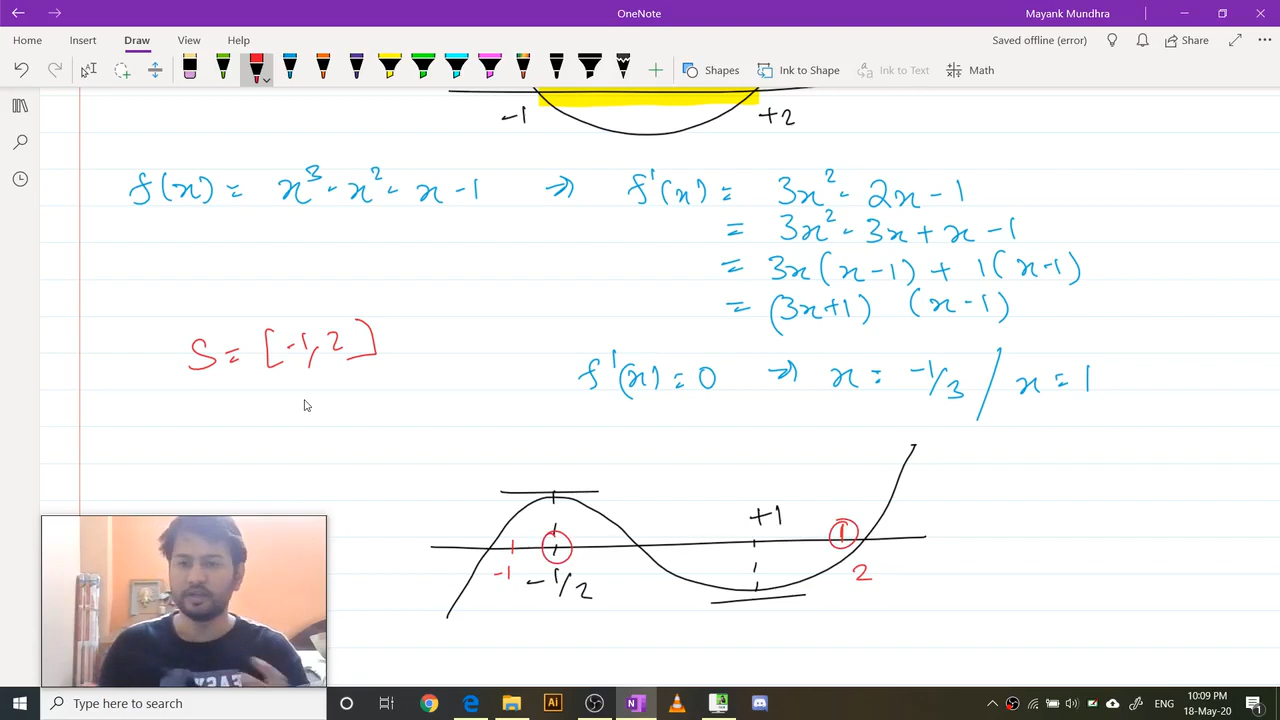 OneNote
Mayank Mundhra
Home Insert Draw View Help
Saved offline (error)
Share
Shapes
Ink to Shape
Ink to Text
Math
-1
+2
f(x) = x³ - x² - x - 1 ⇒ f'(x) = 3x² - 2x - 1
= 3x² - 3x + x - 1
= 3x(x-1) + 1(x-1)
= (3x+1) (x-1)
S = [-1, 2]
f'(x) = 0 ⇒ x = -1/3 / x = 1
+1
-1
-1/2
2
EASY
Type here to search
10:09 PM
18-May-20